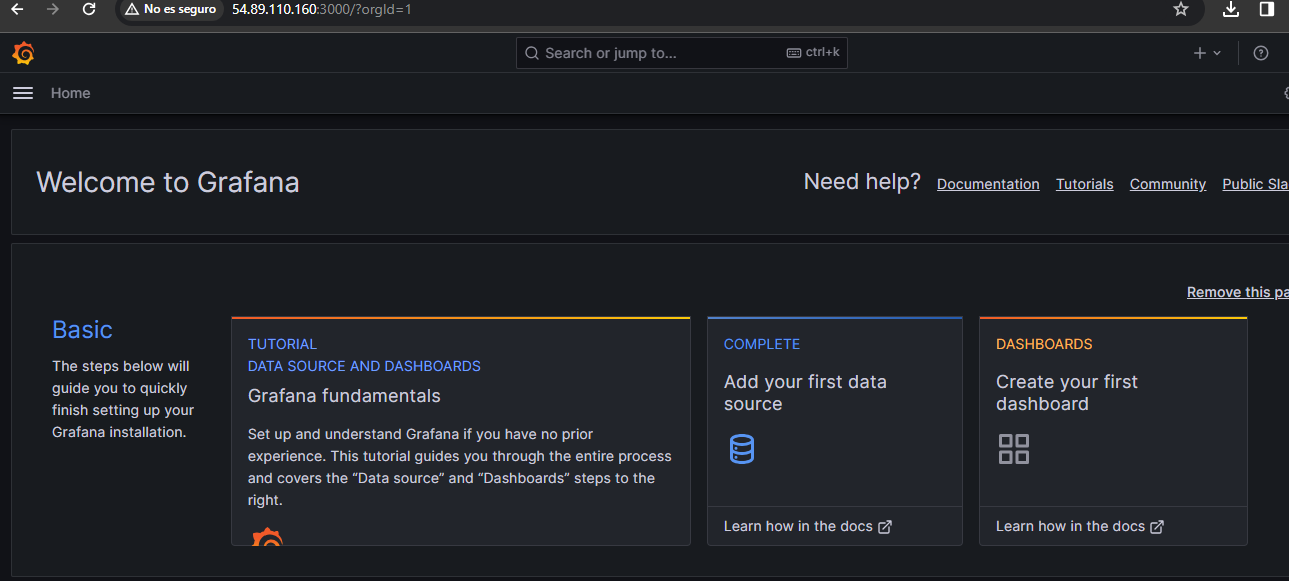 No es seguro 54.89.110.160:3000/?orgId=1
Search or jump to... ctrl+k
Home
Welcome to Grafana
Need help? Documentation Tutorials Community Public Sla
Remove this pa
Basic
The steps below will
guide you to quickly
finish setting up your
Grafana installation.
TUTORIAL
DATA SOURCE AND DASHBOARDS
Grafana fundamentals
Set up and understand Grafana if you have no prior
experience. This tutorial guides you through the entire process
and covers the “Data source” and “Dashboards” steps to the
right.
COMPLETE
Add your first data
source
Learn how in the docs
DASHBOARDS
Create your first
dashboard
Learn how in the docs